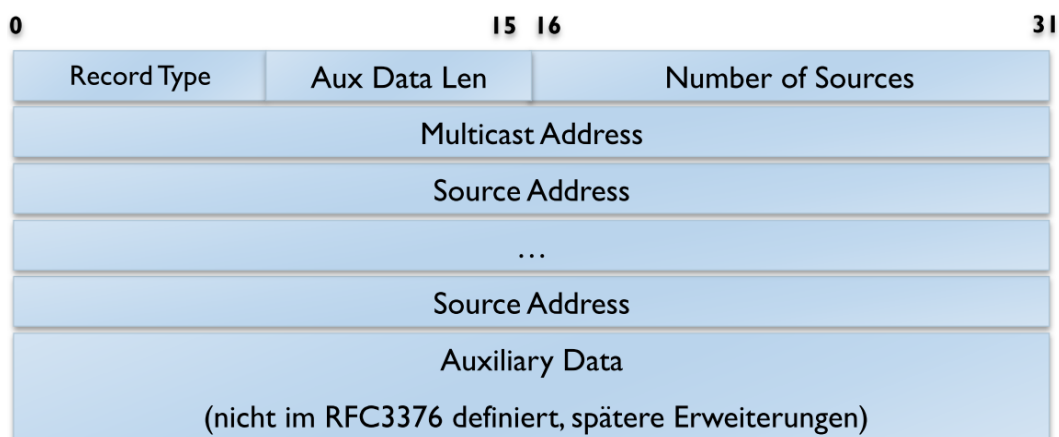 0 15 16 31
Record Type Aux Data Len Number of Sources
Multicast Address
Source Address
...
Source Address
Auxiliary Data
(nicht im RFC3376 definiert, spätere Erweiterungen)